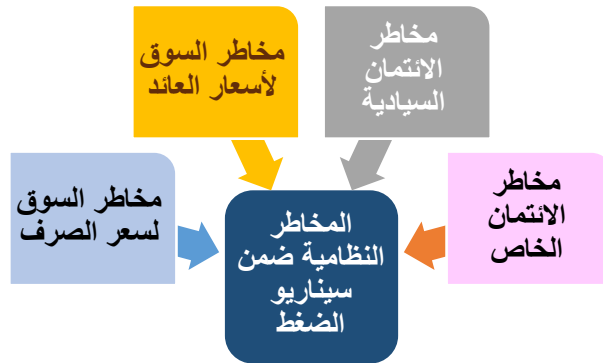 مخاطر
الائتمان
السيادية
مخاطر السوق
لأسعار العائد
مخاطر
الائتمان
الخاص
مخاطر السوق
لسعر الصرف
المخاطر
النظامية ضمن
سيناريو
الضغط